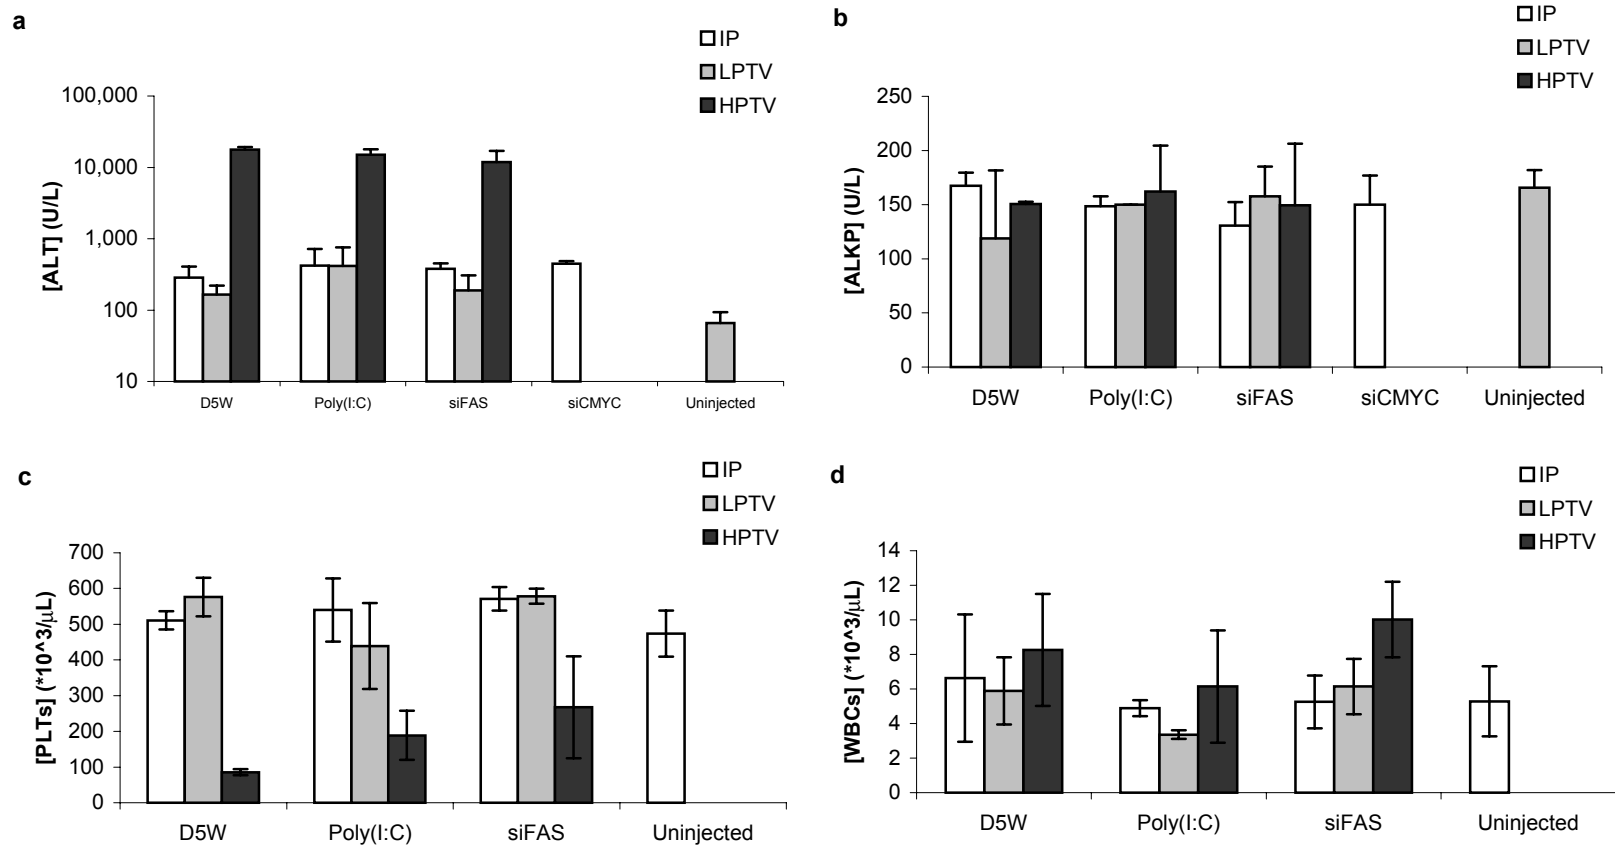 a
IP
LPTV
HPTV
100,000
10,000
1,000
100
10
[ALT] (U/L)
D5W Poly(I:C) siFAS siCMYC Uninjected
b
IP
LPTV
HPTV
250
200
150
100
50
0
[ALKP] (U/L)
D5W Poly(I:C) siFAS siCMYC Uninjected
c
IP
LPTV
HPTV
700
600
500
400
300
200
100
0
[PLTs] (*10^3/μL)
D5W Poly(I:C) siFAS Uninjected
d
IP
LPTV
HPTV
14
12
10
8
6
4
2
0
[WBCs] (*10^3/μL)
D5W Poly(I:C) siFAS Uninjected